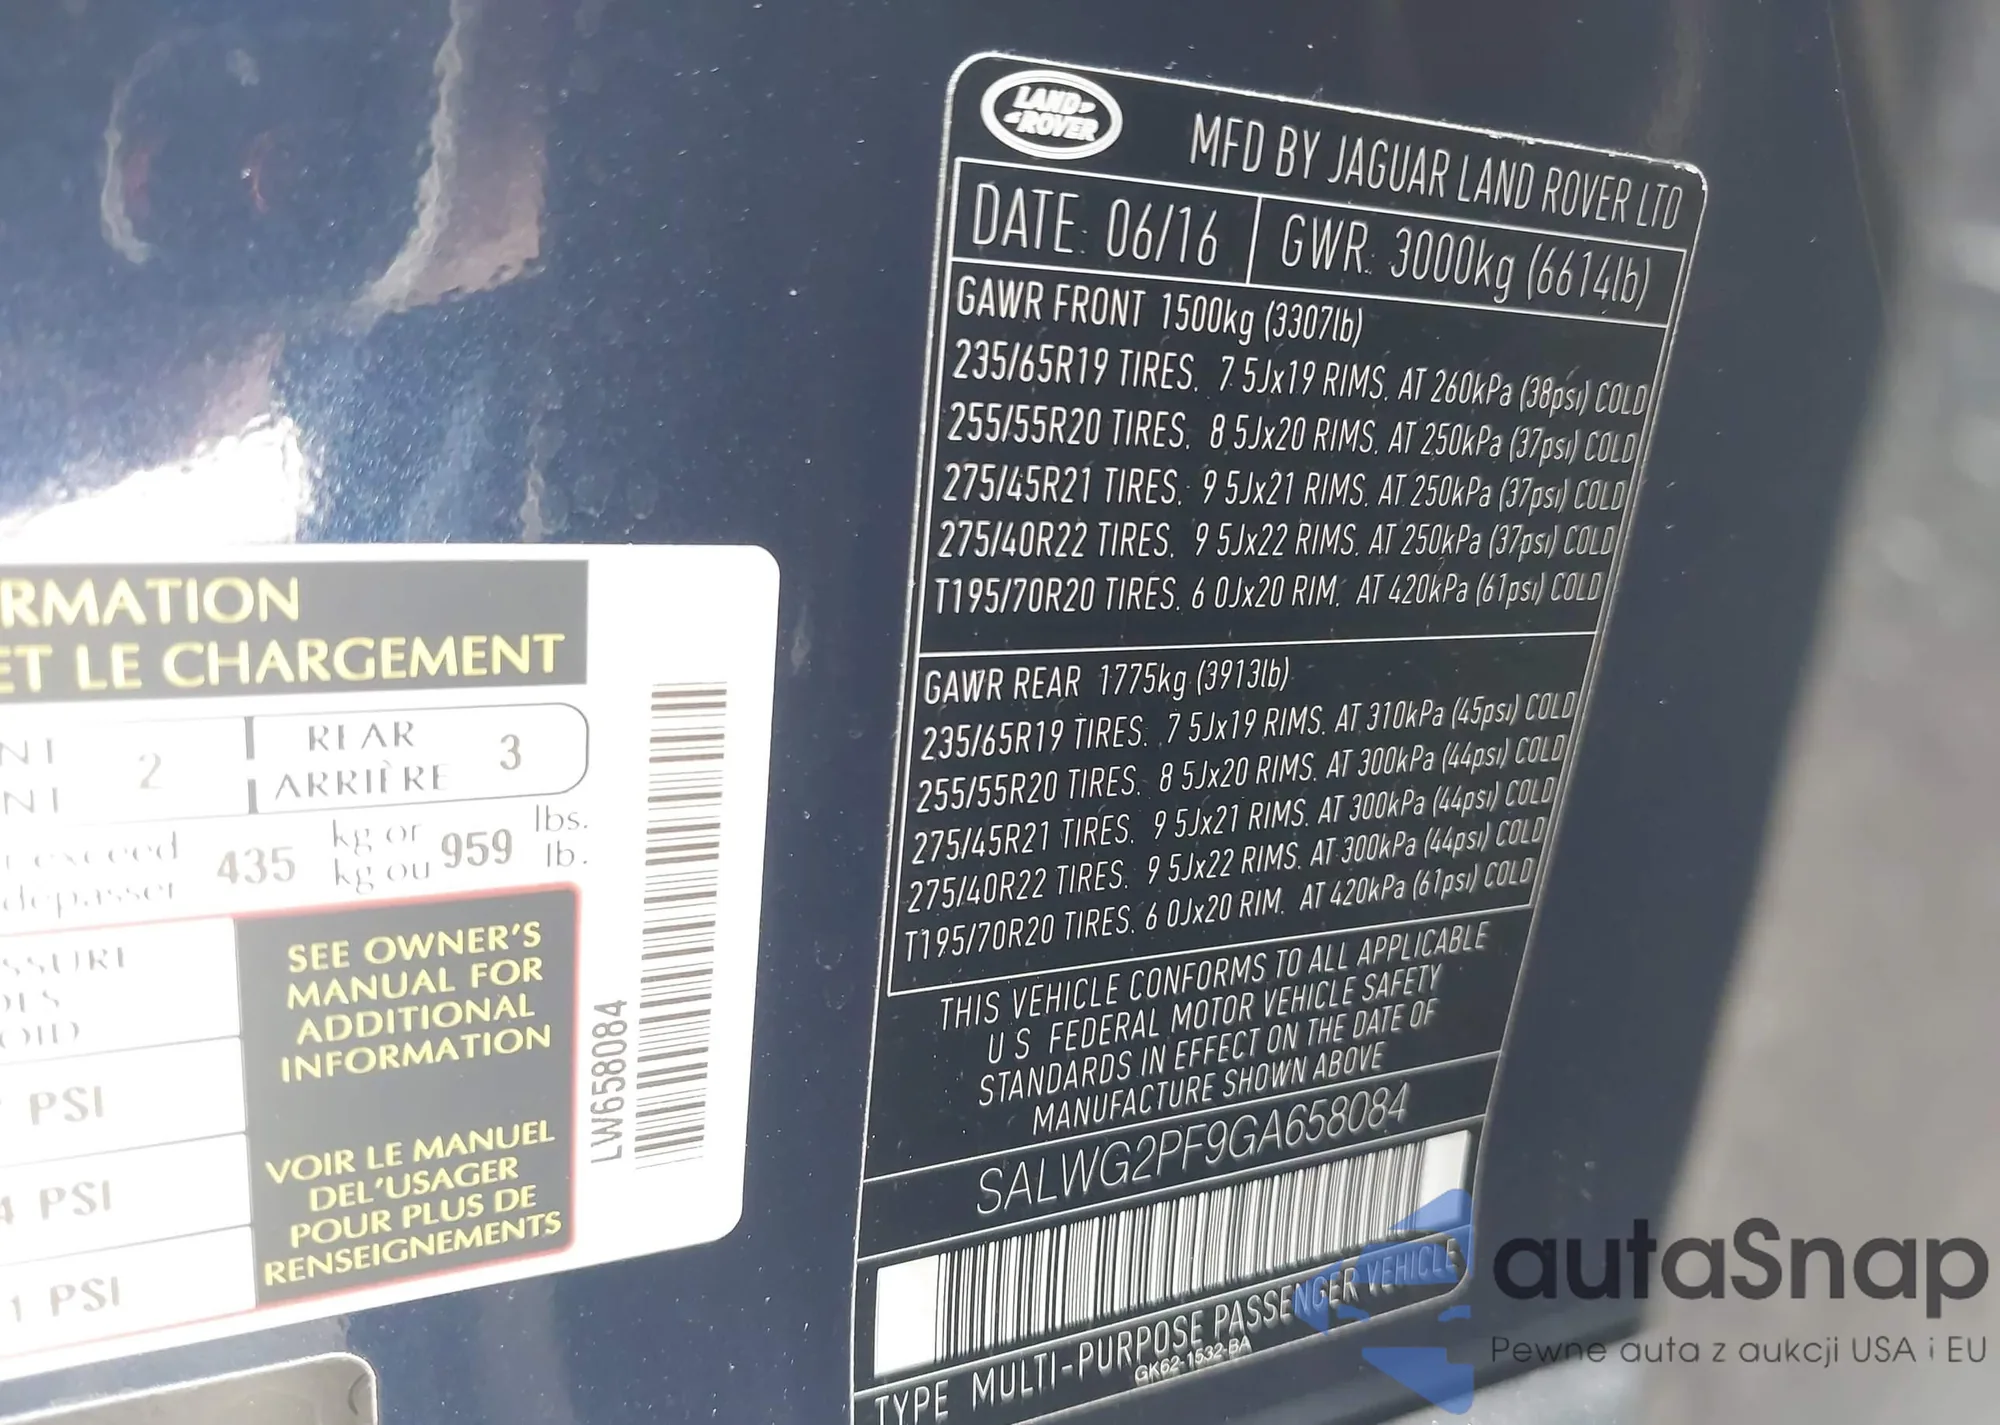 RMATION
ET LE CHARGEMENT
2
REAR
ARRIÈRE
3
exceed
435
kg or
959
lbs.
dépasser
kg ou
lb.
PSI
4 PSI
1 PSI
SEE OWNER'S
MANUAL FOR
ADDITIONAL
INFORMATION
VOIR LE MANUEL
DEL'USAGER
POUR PLUS DE
RENSEIGNEMENTS
LW658084
LAND
ROVER
MFD BY JAGUAR LAND ROVER LTD
DATE: 06/16 GWR. 3000kg (6614lb)
GAWR FRONT 1500kg (3307lb)
235/65R19 TIRES. 7.5Jx19 RIMS. AT 260kPa (38psi) COLD
255/55R20 TIRES. 8 5Jx20 RIMS. AT 250kPa (37psi) COLD
275/45R21 TIRES. 9 5Jx21 RIMS. AT 250kPa (37psi) COLD
275/40R22 TIRES. 9 5Jx22 RIMS. AT 250kPa (37psi) COLD
T195/70R20 TIRES. 6 0Jx20 RIM. AT 420kPa (61psi) COLD
GAWR REAR 1775kg (3913lb)
235/65R19 TIRES. 7 5Jx19 RIMS. AT 310kPa (45psi) COLD
255/55R20 TIRES. 8 5Jx20 RIMS. AT 300kPa (44psi) COLD
275/45R21 TIRES. 9 5Jx21 RIMS. AT 300kPa (44psi) COLD
275/40R22 TIRES. 9 5Jx22 RIMS. AT 300kPa (44psi) COLD
T195/70R20 TIRES. 6 0Jx20 RIM. AT 420kPa (61psi) COLD
THIS VEHICLE CONFORMS TO ALL APPLICABLE
U S FEDERAL MOTOR VEHICLE SAFETY
STANDARDS IN EFFECT ON THE DATE OF
MANUFACTURE SHOWN ABOVE
SALWG2PF9GA658084
TYPE MULTI-PURPOSE PASSENGER VEHICLE
GK62-1532-BA
autaSnap
Pewne auta z aukcji USA i EU